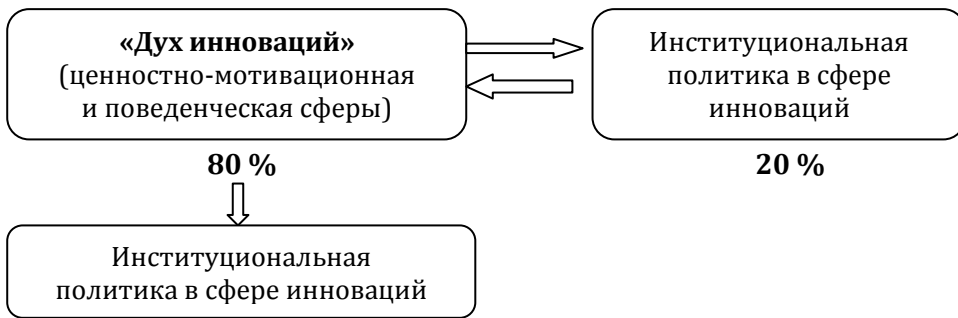 «Дух инноваций»
(ценностно-мотивационная
и поведенческая сферы)
Институциональная
политика в сфере
инноваций
80 %
20 %
Институциональная
политика в сфере инноваций